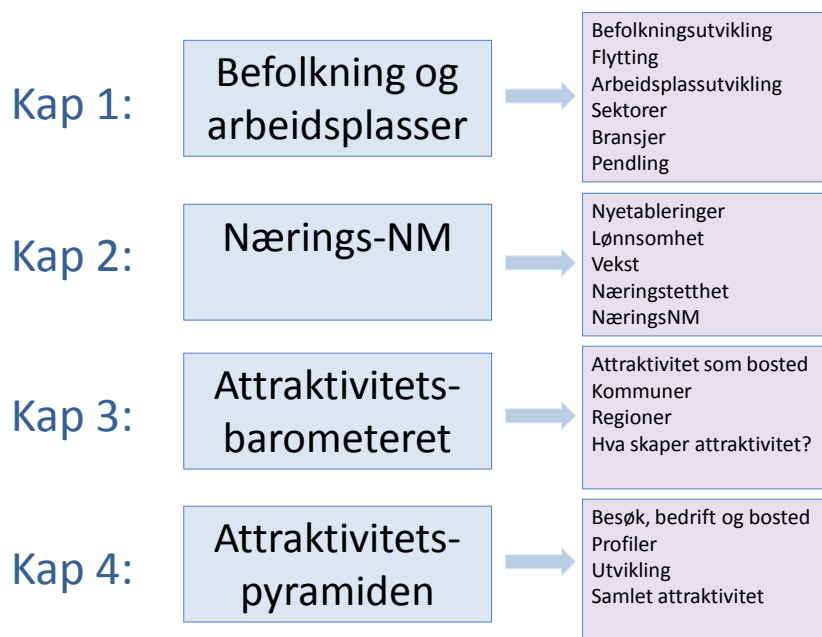 Kap 1:
Befolkning og
arbeidsplasser
Befolkningsutvikling
Flytting
Arbeidsplassutvikling
Sektorer
Bransjer
Pendling
Kap 2:
Nærings-NM
Nyetableringer
Lønnsomhet
Vekst
Næringstetthet
NæringsNM
Kap 3:
Attraktivitets-
barometeret
Attraktivitet som bosted
Kommuner
Regioner
Hva skaper attraktivitet?
Kap 4:
Attraktivitets-
pyramiden
Besøk, bedrift og bosted
Profiler
Utvikling
Samlet attraktivitet